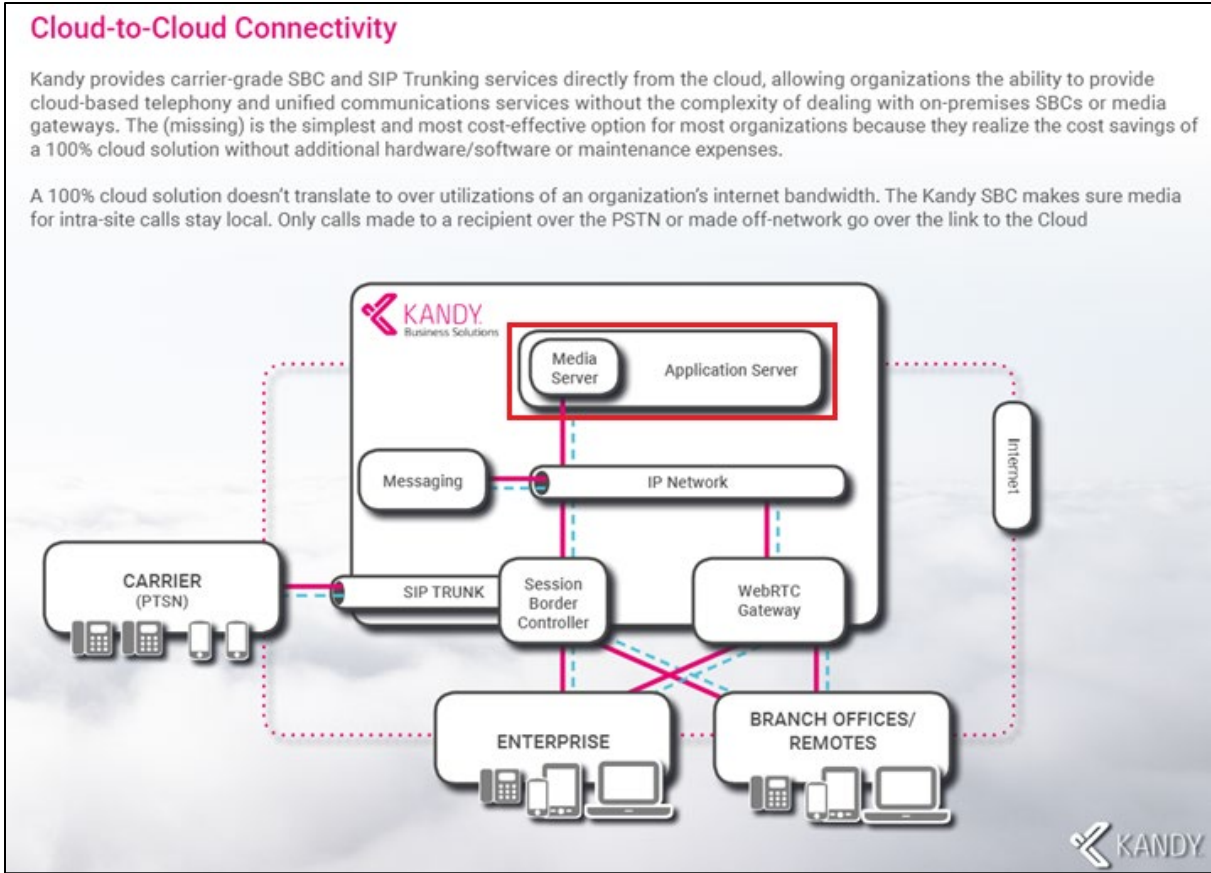 Cloud-to-Cloud Connectivity
Kandy provides carrier-grade SBC and SIP Trunking services directly from the cloud, allowing organizations the ability to provide
cloud-based telephony and unified communications services without the complexity of dealing with on-premises SBCs or media
gateways. The (missing) is the simplest and most cost-effective option for most organizations because they realize the cost savings of
a 100% cloud solution without additional hardware/software or maintenance expenses.
A 100% cloud solution doesn't translate to over utilizations of an organization's internet bandwidth. The Kandy SBC makes sure media
for intra-site calls stay local. Only calls made to a recipient over the PSTN or made off-network go over the link to the Cloud
KANDY.
Business Solutions
Media
Server
Application Server
Internet
Messaging
IP Network
CARRIER
(PTSN)
SIP TRUNK
Session
Border
Controller
WebRTC
Gateway
ENTERPRISE
BRANCH OFFICES/
REMOTES
KANDY.